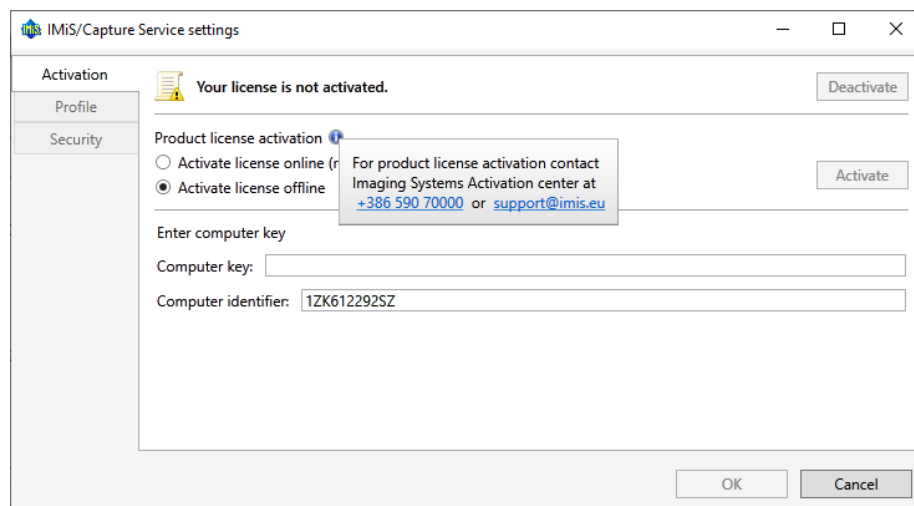 IMiS IMiS/Capture Service settings
Activation
Profile
Security
Your license is not activated.
Deactivate
Product license activation
Activate license online (r
Activate license offline
Activate
For product license activation contact
Imaging Systems Activation center at
+386 590 70000 or support@imis.eu
Enter computer key
Computer key:
Computer identifier: 1ZK612292SZ
OK Cancel